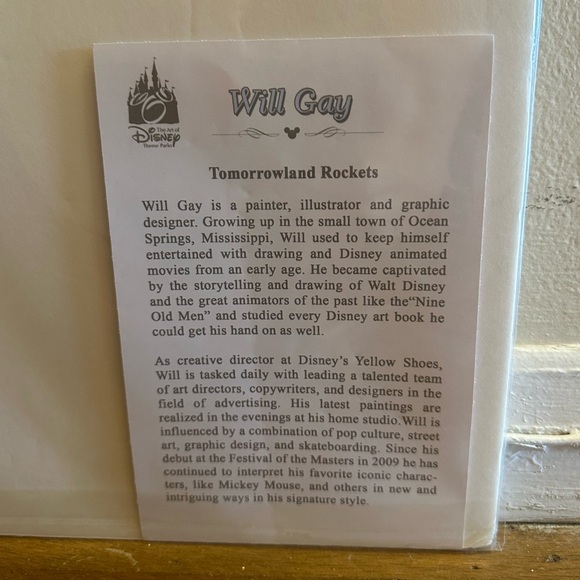 The Art of
Disney
Theme Parks
Will Gay
Tomorrowland Rockets
Will Gay is a painter, illustrator and graphic
designer. Growing up in the small town of Ocean
Springs, Mississippi, Will used to keep himself
entertained with drawing and Disney animated
movies from an early age. He became captivated
by the storytelling and drawing of Walt Disney
and the great animators of the past like the“Nine
Old Men” and studied every Disney art book he
could get his hand on as well.
As creative director at Disney’s Yellow Shoes,
Will is tasked daily with leading a talented team
of art directors, copywriters, and designers in the
field of advertising. His latest paintings are
realized in the evenings at his home studio.Will is
influenced by a combination of pop culture, street
art, graphic design, and skateboarding. Since his
debut at the Festival of the Masters in 2009 he has
continued to interpret his favorite iconic charac-
ters, like Mickey Mouse, and others in new and
intriguing ways in his signature style.